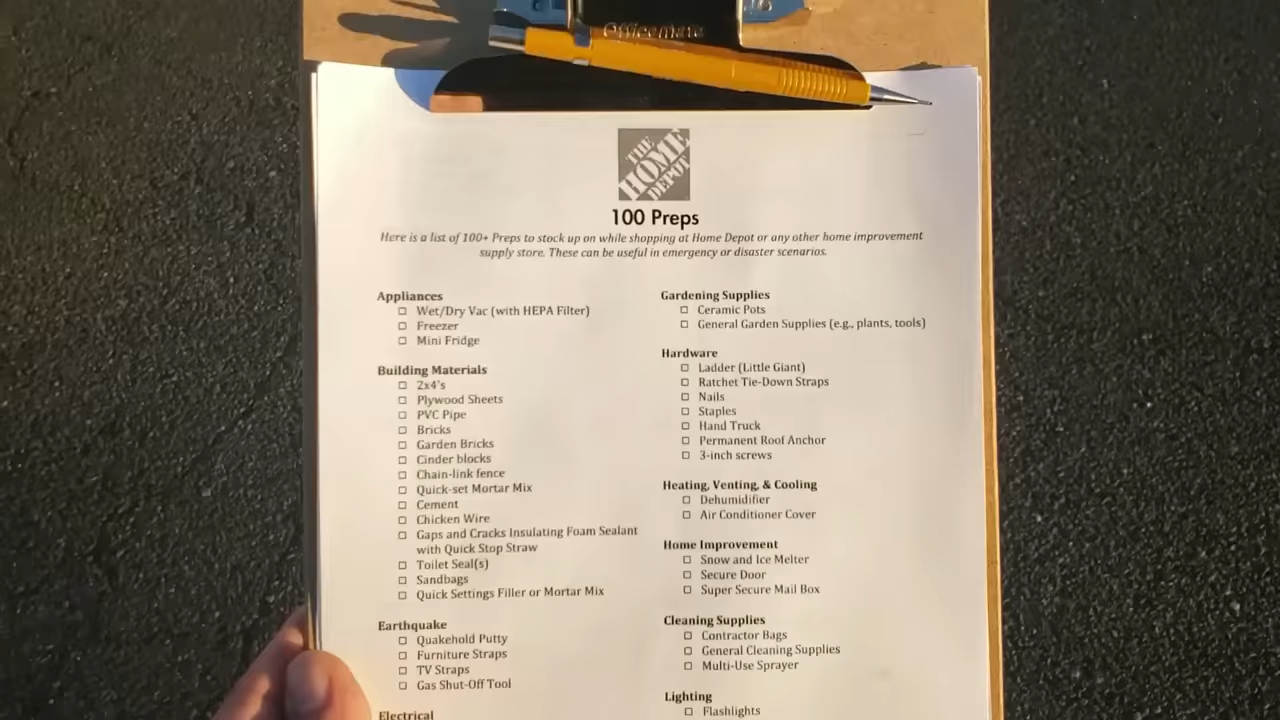 OfficeMate
THE
HOME
DEPOT
100 Preps
Here is a list of 100+ Preps to stock up on while shopping at Home Depot or any other home improvement
supply store. These can be useful in emergency or disaster scenarios.
Appliances
Wet/Dry Vac (with HEPA Filter)
Freezer
Mini Fridge
Building Materials
2x4's
Plywood Sheets
PVC Pipe
Bricks
Garden Bricks
Cinder blocks
Chain-link fence
Quick-set Mortar Mix
Cement
Chicken Wire
Gaps and Cracks Insulating Foam Sealant
with Quick Stop Straw
Toilet Seal(s)
Sandbags
Quick Settings Filler or Mortar Mix
Earthquake
Quakehold Putty
Furniture Straps
TV Straps
Gas Shut-Off Tool
Electrical
Gardening Supplies
Ceramic Pots
General Garden Supplies (e.g., plants, tools)
Hardware
Ladder (Little Giant)
Ratchet Tie-Down Straps
Nails
Staples
Hand Truck
Permanent Roof Anchor
3-inch screws
Heating, Venting, & Cooling
Dehumidifier
Air Conditioner Cover
Home Improvement
Snow and Ice Melter
Secure Door
Super Secure Mail Box
Cleaning Supplies
Contractor Bags
General Cleaning Supplies
Multi-Use Sprayer
Lighting
Flashlights